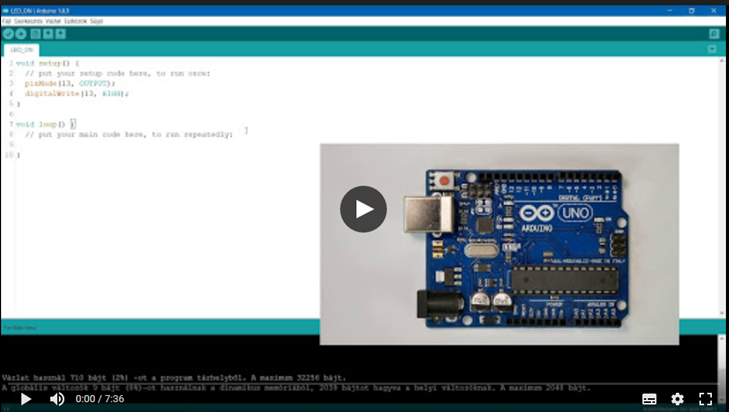 LED_ON | Arduino 1.8.9
Fájl Szerkesztés Vázlat Eszközök Súgó
LED_ON
1 void setup() {
2 // put your setup code here, to run once:
3 pinMode(13, OUTPUT);
4 digitalWrite(13, HIGH);
5 }
6
7 void loop() {
8 // put your main code here, to run repeatedly:
9
10 }
DIGITAL (PWM~)
UNO
ARDUINO
POWER
ANALOG IN
Vázlat használ 710 bájt (2%) -ot a program tárhelyből. A maximum 32256 bájt.
A globális változók 9 bájt (0%)-ot használnak a dinamikus memóriából, 2039 bájtot hagyva a helyi változóknak. A maximum 2048 bájt.
0:00 / 7:36